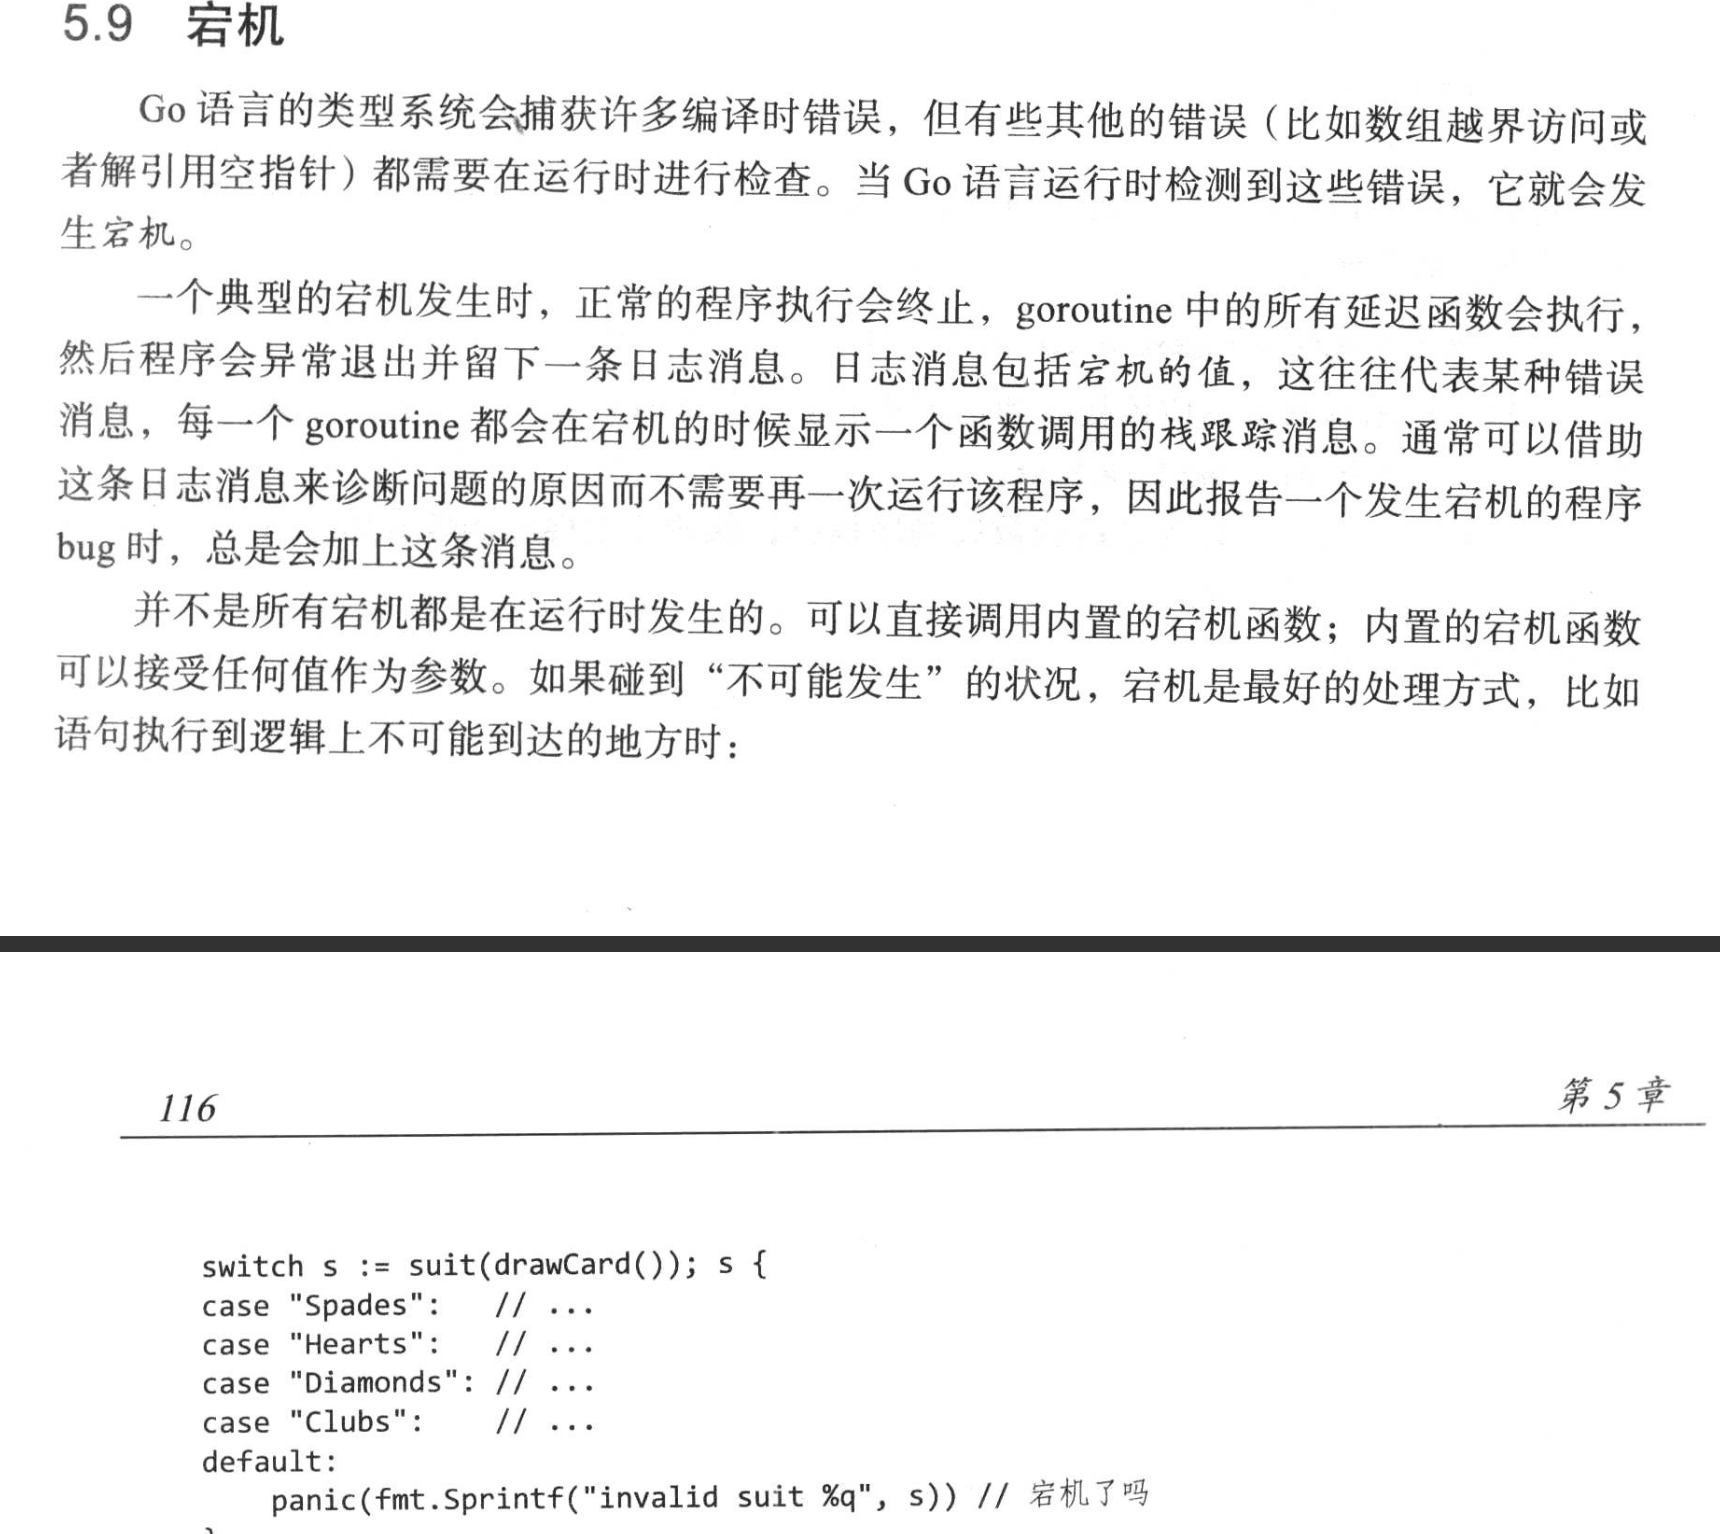 5.9 宕机
Go 语言的类型系统会捕获许多编译时错误，但有些其他的错误（比如数组越界访问或
者解引用空指针）都需要在运行时进行检查。当 Go 语言运行时检测到这些错误，它就会发
生宕机。
一个典型的宕机发生时，正常的程序执行会终止，goroutine 中的所有延迟函数会执行，
然后程序会异常退出并留下一条日志消息。日志消息包括宕机的值，这往往代表某种错误
消息，每一个 goroutine 都会在宕机的时候显示一个函数调用的栈跟踪消息。通常可以借助
这条日志消息来诊断问题的原因而不需要再一次运行该程序，因此报告一个发生宕机的程序
bug 时，总是会加上这条消息。
并不是所有宕机都是在运行时发生的。可以直接调用内置的宕机函数；内置的宕机函数
可以接受任何值作为参数。如果碰到“不可能发生”的状况，宕机是最好的处理方式，比如
语句执行到逻辑上不可能到达的地方时：
116 第 5 章
switch s := suit(drawCard()); s {
case "Spades":   // ...
case "Hearts":   // ...
case "Diamonds": // ...
case "Clubs":    // ...
default:
    panic(fmt.Sprintf("invalid suit %q", s)) // 宕机了吗